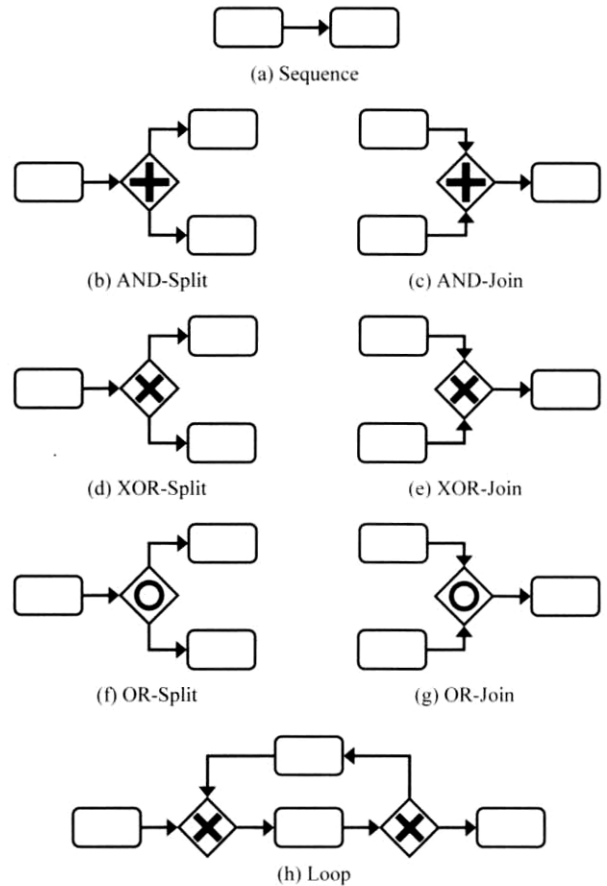 (a) Sequence
(b) AND-Split
(c) AND-Join
(d) XOR-Split
(e) XOR-Join
(f) OR-Split
(g) OR-Join
(h) Loop